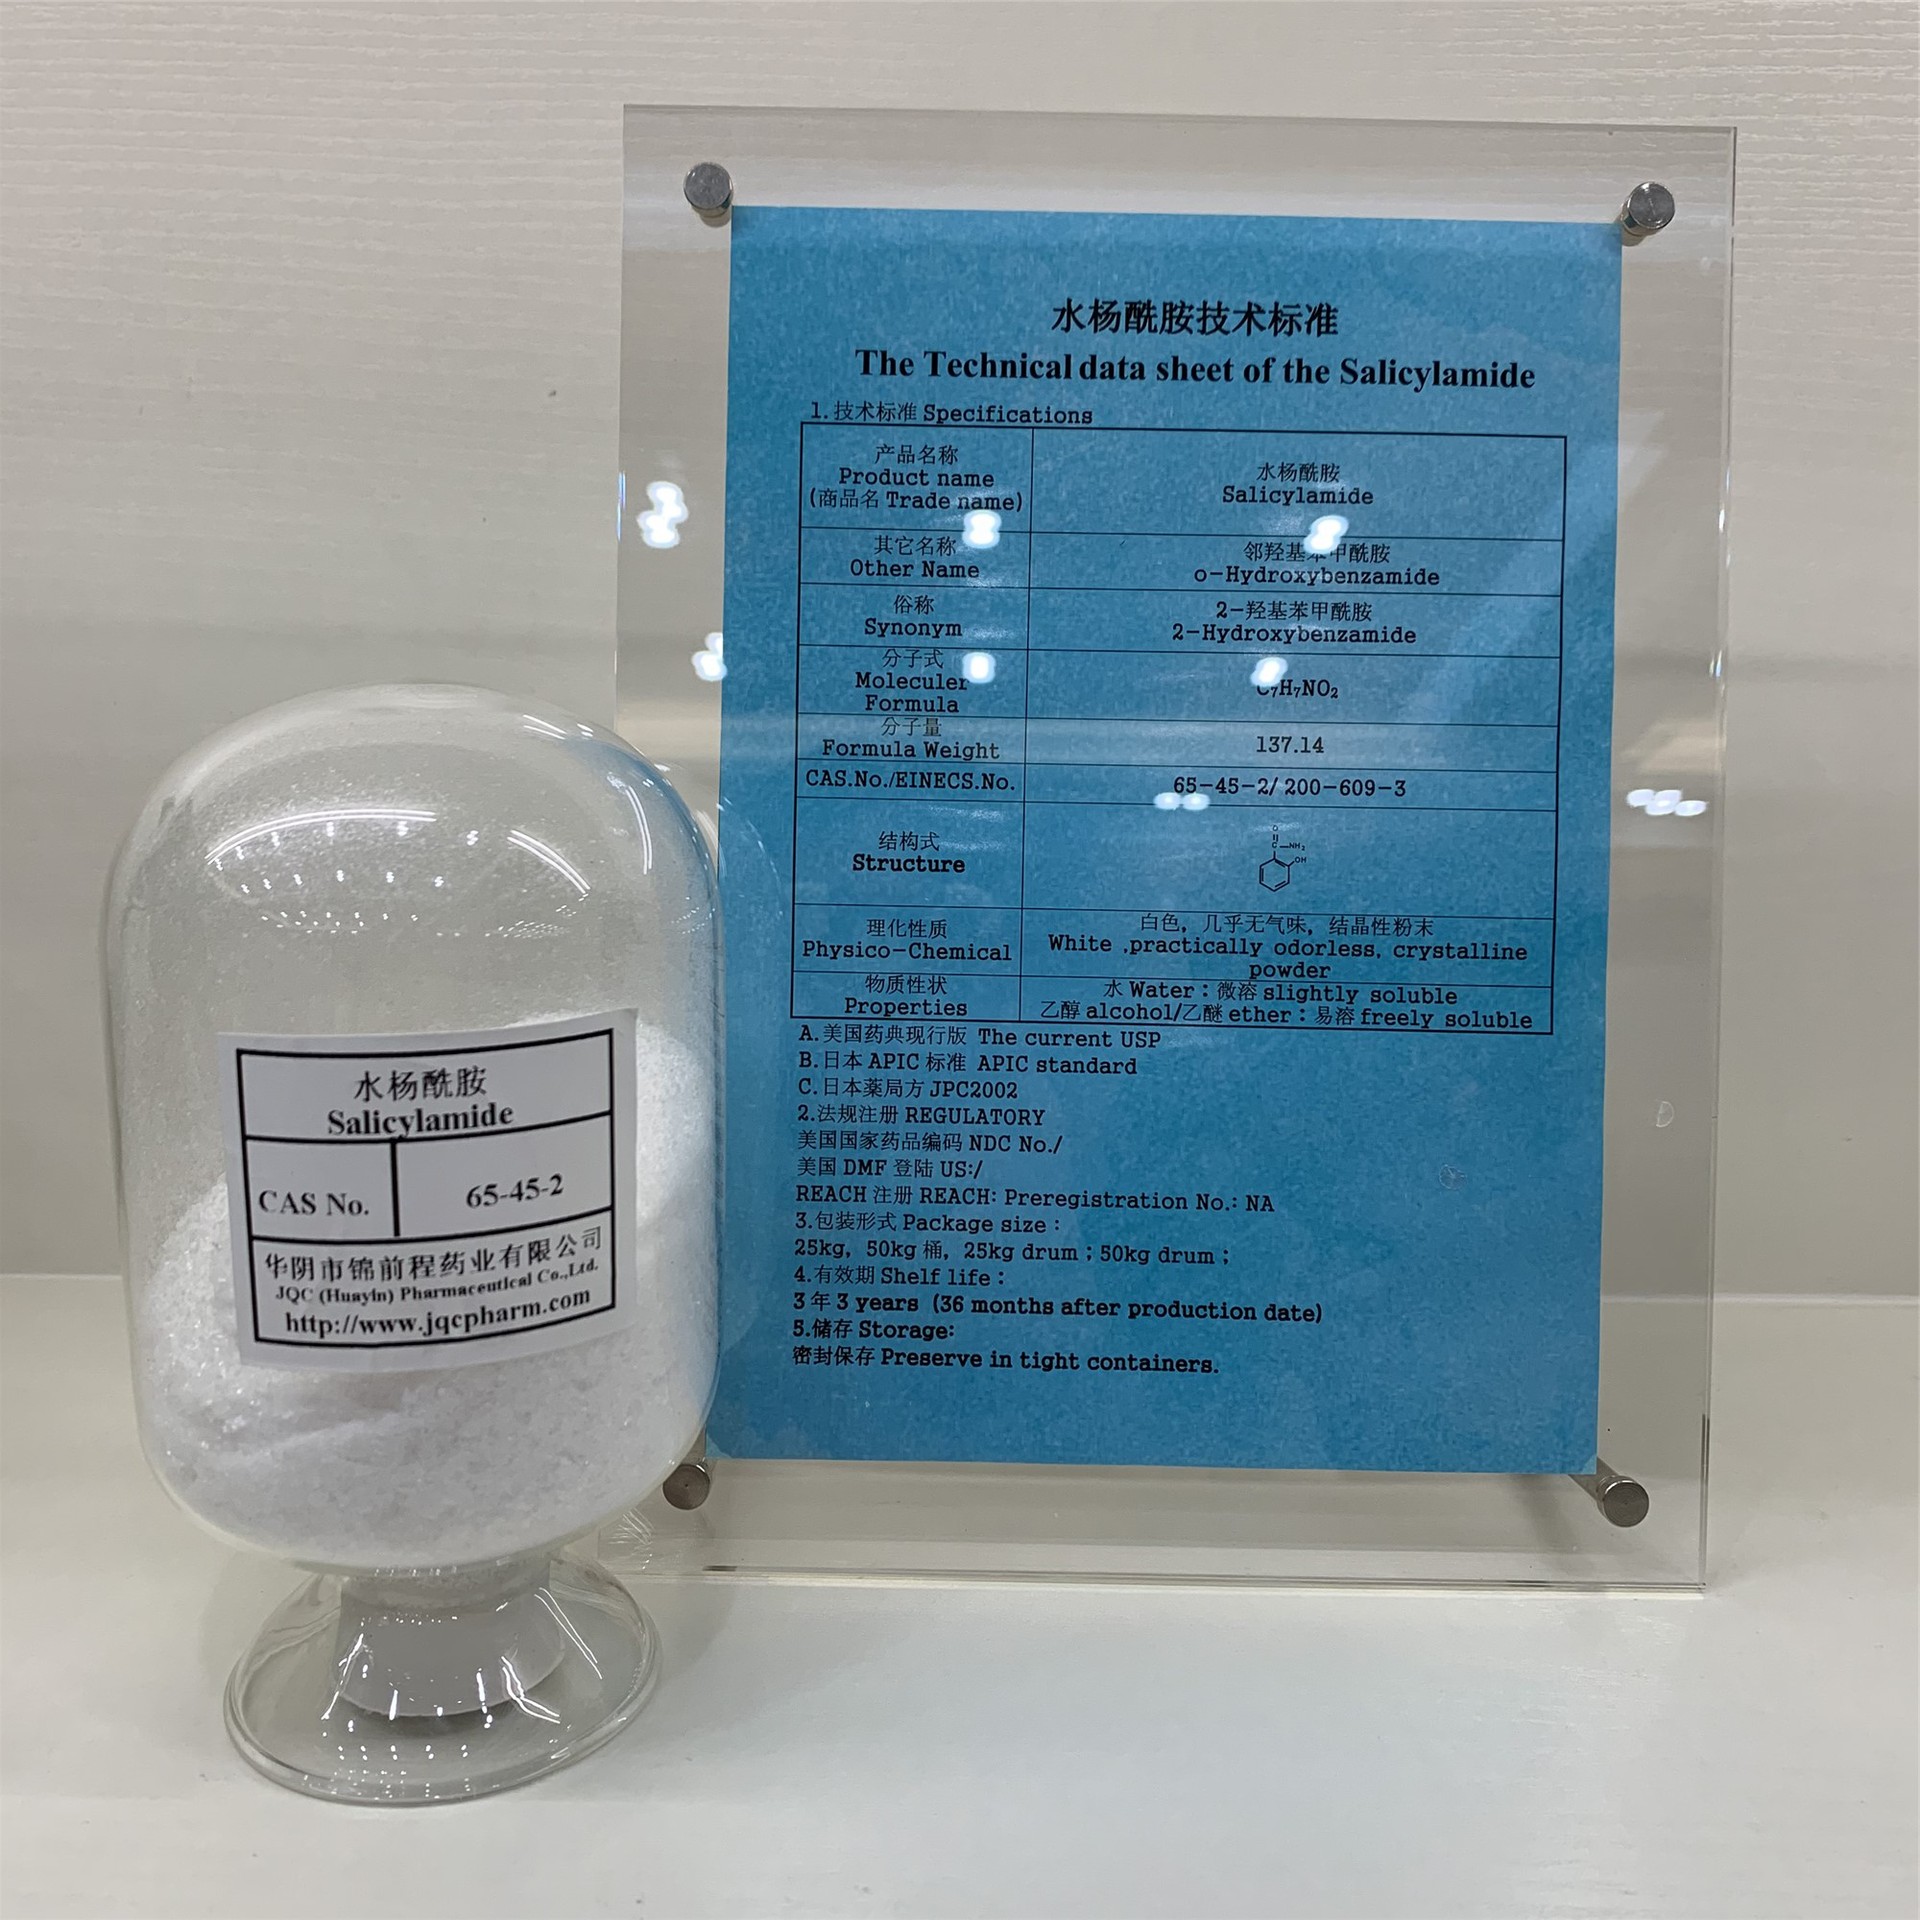 水杨酰胺技术标准
The Technical data sheet of the Salicylamide
1.技术标准 Specifications
产品名称
Product name
(商品名 Trade name)
水杨酰胺
Salicylamide
其它名称
Other Name
邻羟基苯甲酰胺
o-Hydroxybenzamide
俗称
Synonym
2-羟基苯甲酰胺
2-Hydroxybenzamide
分子式
Moleculer
Formula
C₇H₇NO₂
分子量
Formula Weight
137.14
CAS.No./EINECS.No.
65-45-2/ 200-609-3
结构式
Structure
O
C-NH₂
OH
理化性质
Physico-Chemical
白色，几乎无气味，结晶性粉末
White ,practically odorless, crystalline
powder
物质性状
Properties
水 Water：微溶 slightly soluble
乙醇 alcohol/乙醚 ether：易溶 freely soluble
A.美国药典现行版 The current USP
B.日本 APIC 标准 APIC standard
C.日本薬局方 JPC2002
2.法规注册 REGULATORY
美国国家药品编码 NDC No./
美国 DMF 登陆 US:/
REACH 注册 REACH: Preregistration No.: NA
3.包装形式 Package size：
25kg，50kg 桶，25kg drum；50kg drum；
4.有效期 Shelf life：
3 年 3 years (36 months after production date)
5.储存 Storage:
密封保存 Preserve in tight containers.
水杨酰胺
Salicylamide
CAS No.
65-45-2
华阴市锦前程药业有限公司
JQC (Huayin) Pharmaceutical Co.,Ltd.
http://www.jqcpharm.com